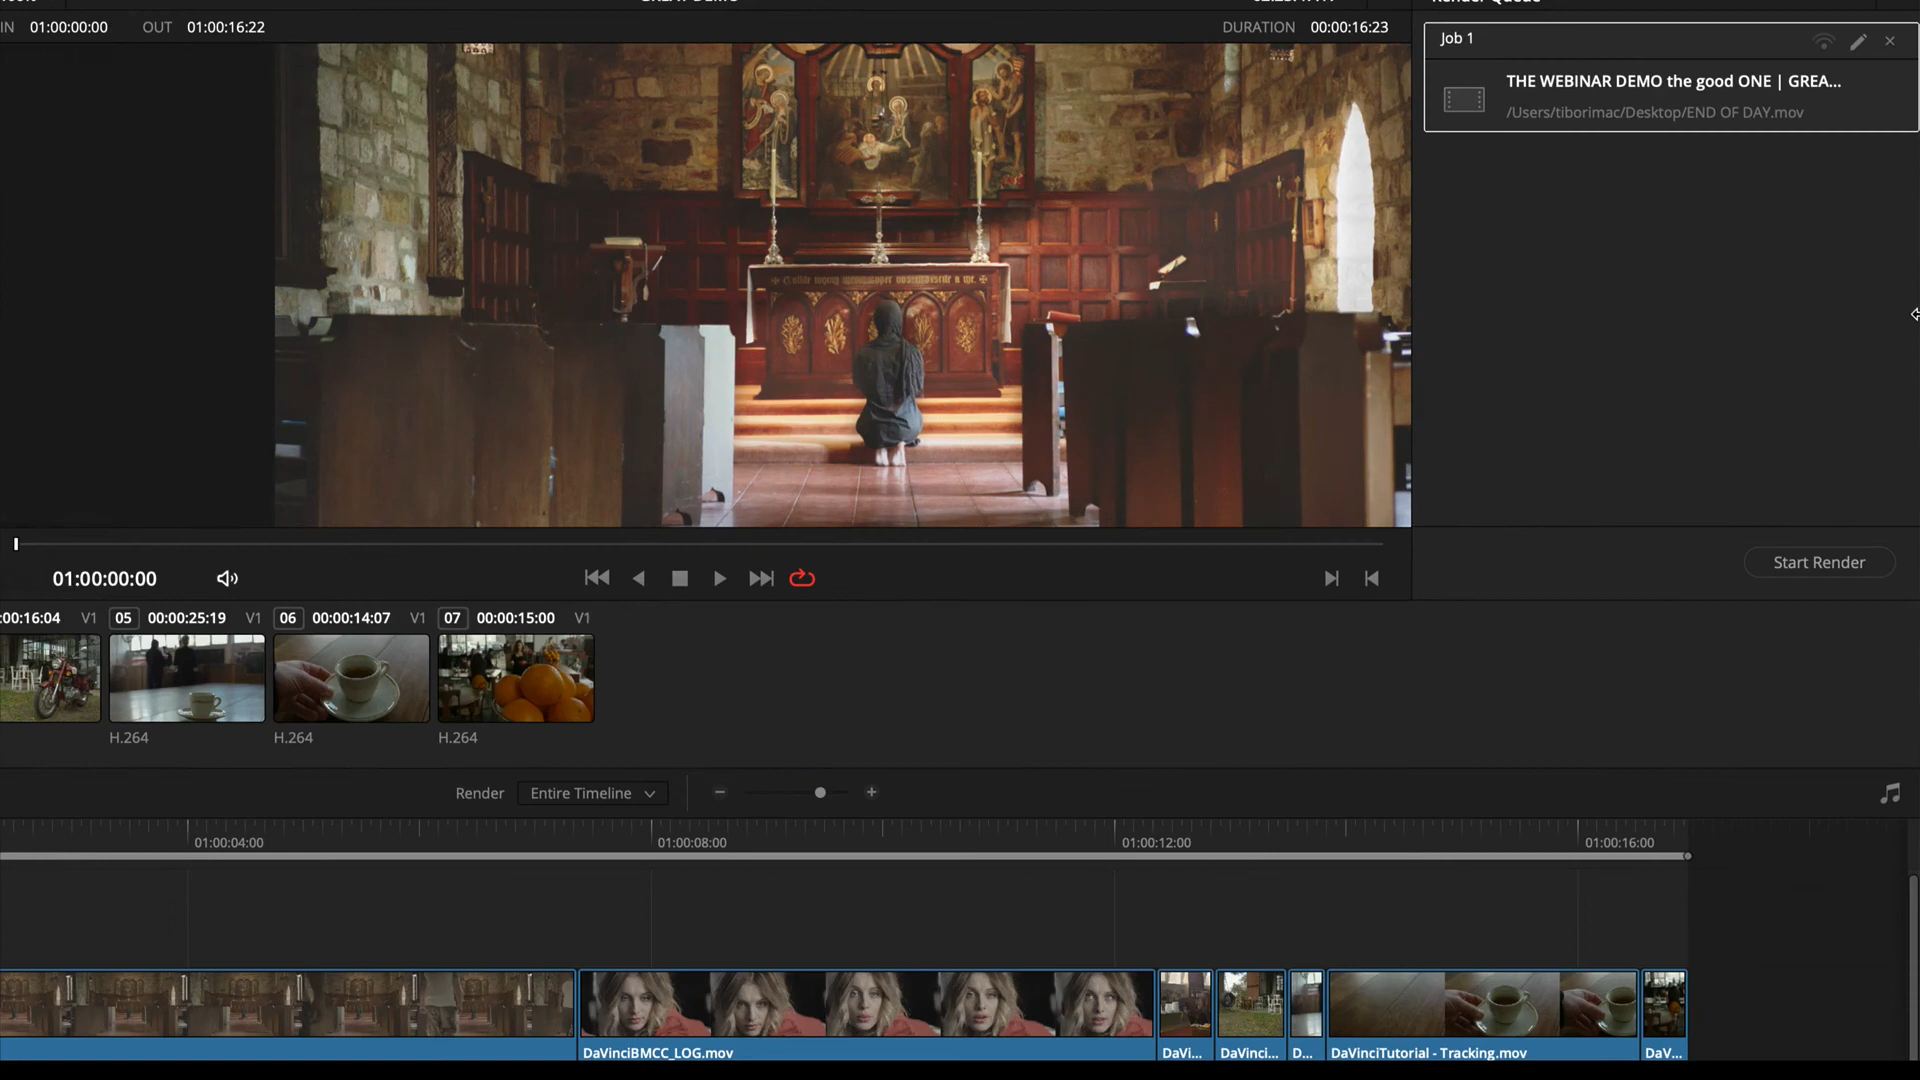 IN 01:00:00:00 OUT 01:00:16:22 DURATION 00:00:16:23
Job 1
THE WEBINAR DEMO the good ONE | GREA...
/Users/tiborimac/Desktop/END OF DAY.mov
Start Render
01:00:00:00
:00:16:04 V1 05 00:00:25:19 V1 06 00:00:14:07 V1 07 00:00:15:00 V1
H.264 H.264 H.264
Render Entire Timeline
01:00:04:00 01:00:08:00 01:00:12:00 01:00:16:00
DaVinciBMCC_LOG.mov DaVi... DaVinci... D... DaVinciTutorial - Tracking.mov DaV...